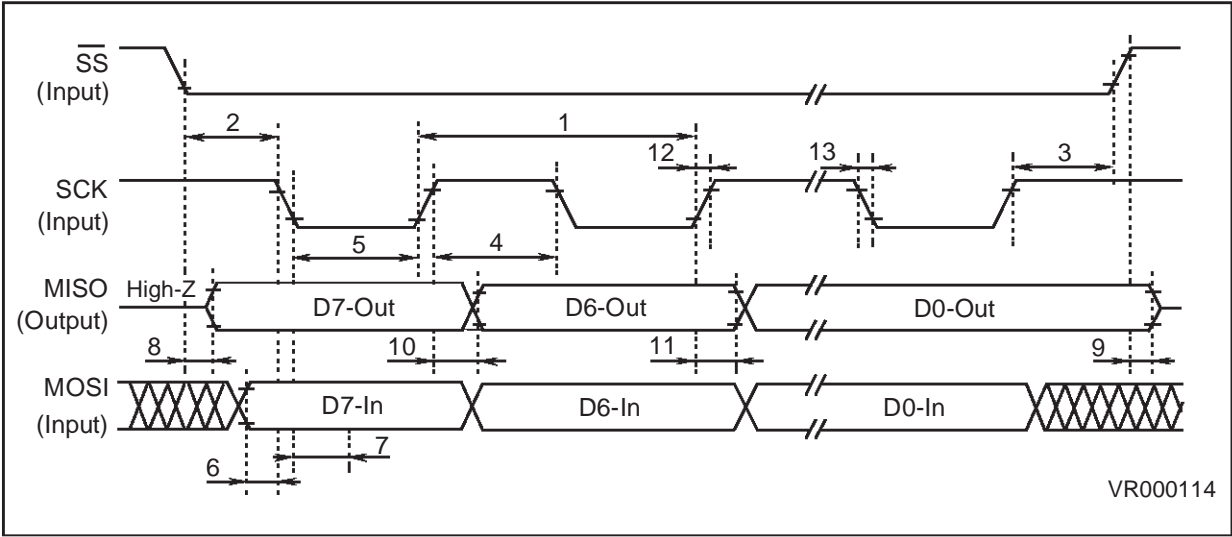 S̅S̅
(Input)
2
1
12
13
3
SCK
(Input)
5
4
MISO
(Output)
High-Z
D7-Out
D6-Out
D0-Out
8
10
11
9
MOSI
(Input)
D7-In
D6-In
D0-In
7
6
VR000114